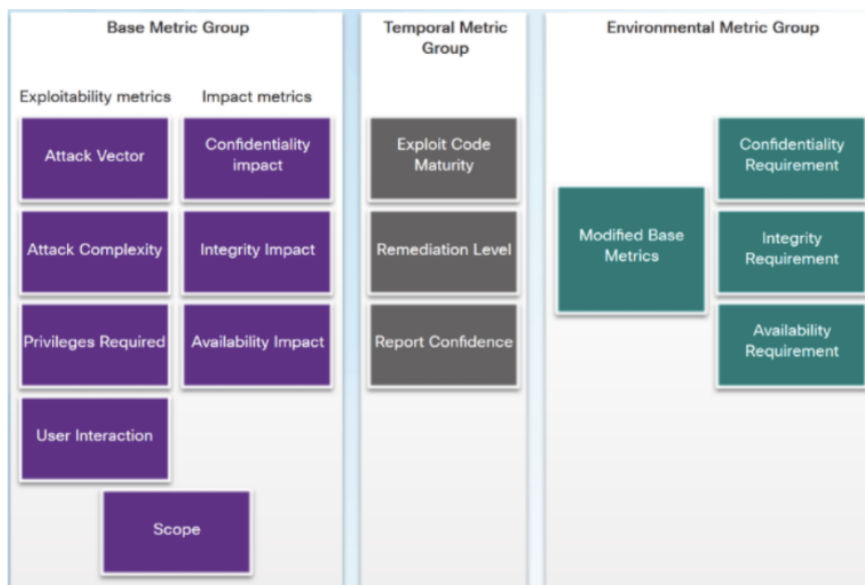 Base Metric Group
Temporal Metric
Group
Environmental Metric Group
Exploitability metrics
Impact metrics
Attack Vector
Attack Complexity
Privileges Required
User Interaction
Confidentiality
impact
Integrity Impact
Availability Impact
Scope
Exploit Code
Maturity
Remediation Level
Report Confidence
Modified Base
Metrics
Confidentiality
Requirement
Integrity
Requirement
Availability
Requirement